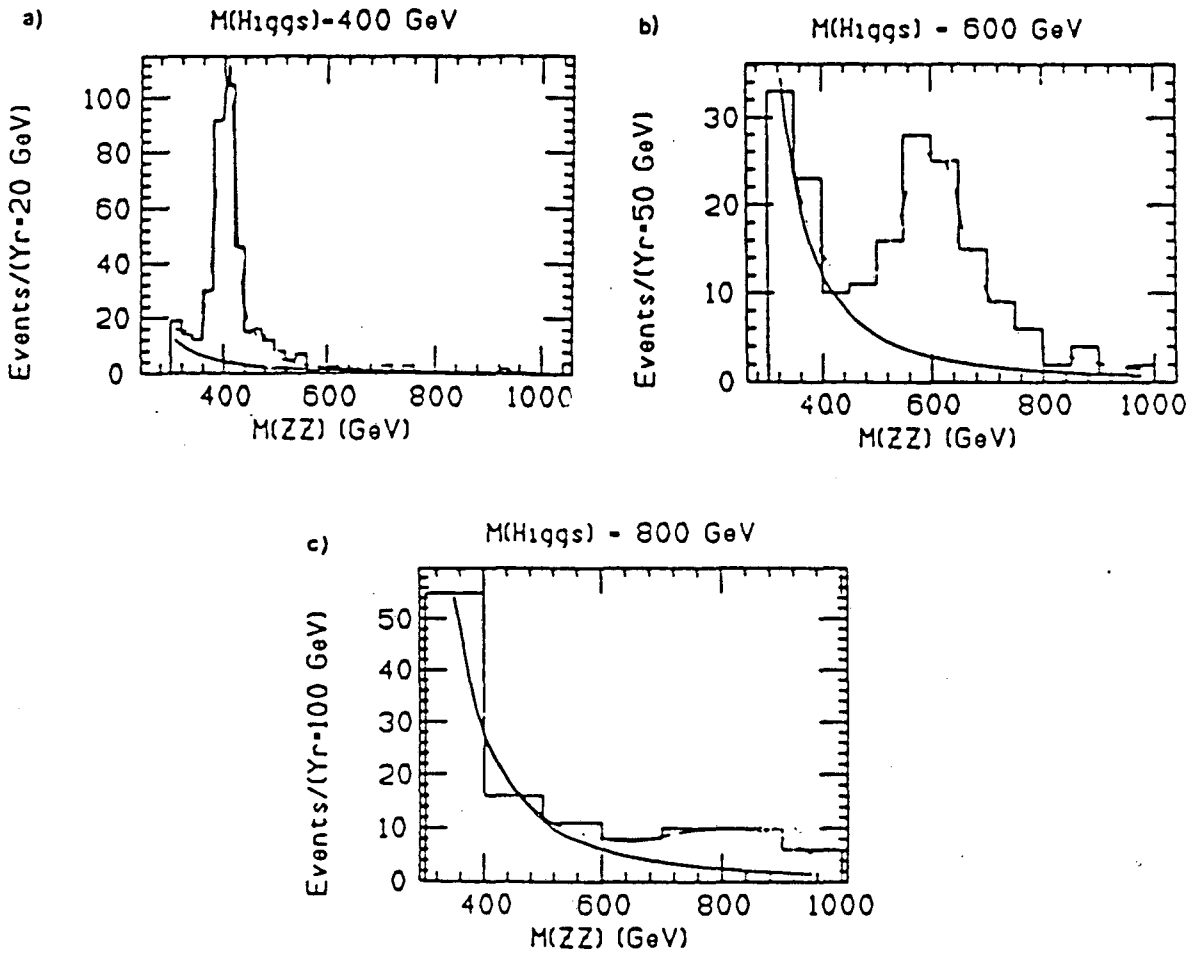 a)
M(Higgs)=400 GeV
Events/(Yr*20 GeV)
100
80
60
40
20
0
400
600
800
1000
M(ZZ) (GeV)
b)
M(Higgs) = 600 GeV
Events/(Yr*50 GeV)
30
20
10
0
400
600
800
1000
M(ZZ) (GeV)
c)
M(Higgs) = 800 GeV
Events/(Yr*100 GeV)
50
40
30
20
10
0
400
600
800
1000
M(ZZ) (GeV)